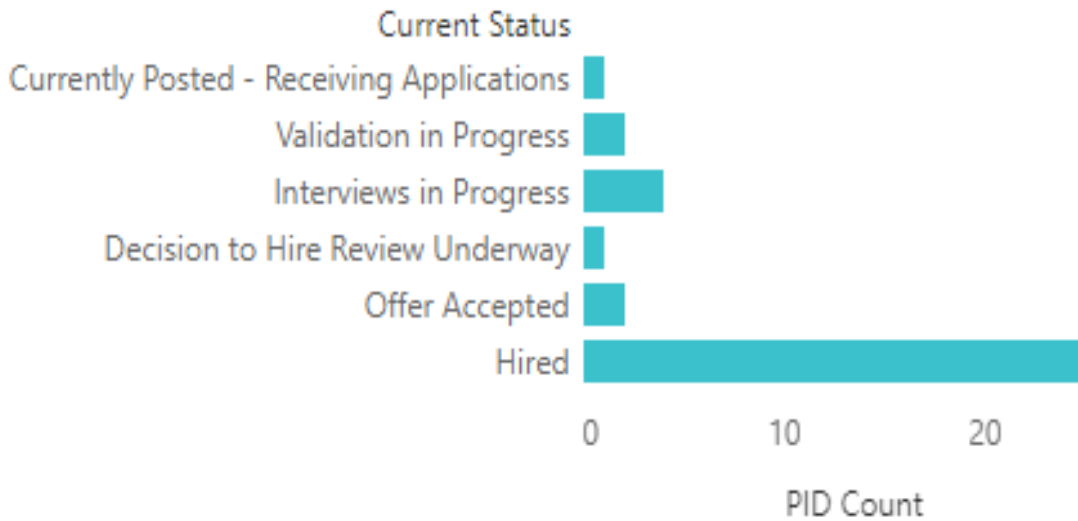 Current Status
Currently Posted - Receiving Applications
Validation in Progress
Interviews in Progress
Decision to Hire Review Underway
Offer Accepted
Hired
0 10 20
PID Count